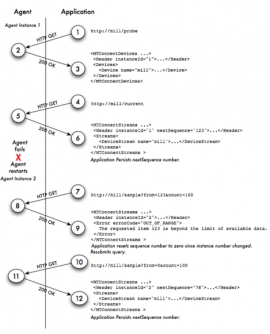 Agent Application
1 http://mill/probe
HTTP GET
2
200 OK
3
<MTConnectDevices ...>
<Header instanceId="1">...</Header>
<Devices>
<Device name="mill">...</Device>
</Devices>
</MTConnectDevices>
4 http://mill/current
HTTP GET
5
200 OK
6
<MTConnectStreams ...>
<Header instanceId="1" nextSequence="123">...</Header>
<Streams>
<DeviceStream name="mill">...</DeviceStream>
</Streams>
</MTConnectStreams >
Application Persists nextSequence number.
Agent
fails
X
Agent
restarts
Agent Instance 1
Agent Instance 2
7 http://mill/sample?from=123&count=100
HTTP GET
8
200 OK
9
<MTConnectStreams ...>
<Header instanceId="2">...</Header>
<Error errorCode="OUT_OF_RANGE">
The requested item 123 is beyond the limit of available data.
</Error>
</MTConnectStreams >
Application resets sequence number to zero since instance number changed.
Resubmits query.
10 http://mill/sample?from=0&count=100
HTTP GET
11
200 OK
12
<MTConnectStreams ...>
<Header instanceId="2" nextSequence="78">...</Header>
<Streams>
<DeviceStream name="mill">...</DeviceStream>
</Streams>
</MTConnectStreams >
Application Persists nextSequence number.